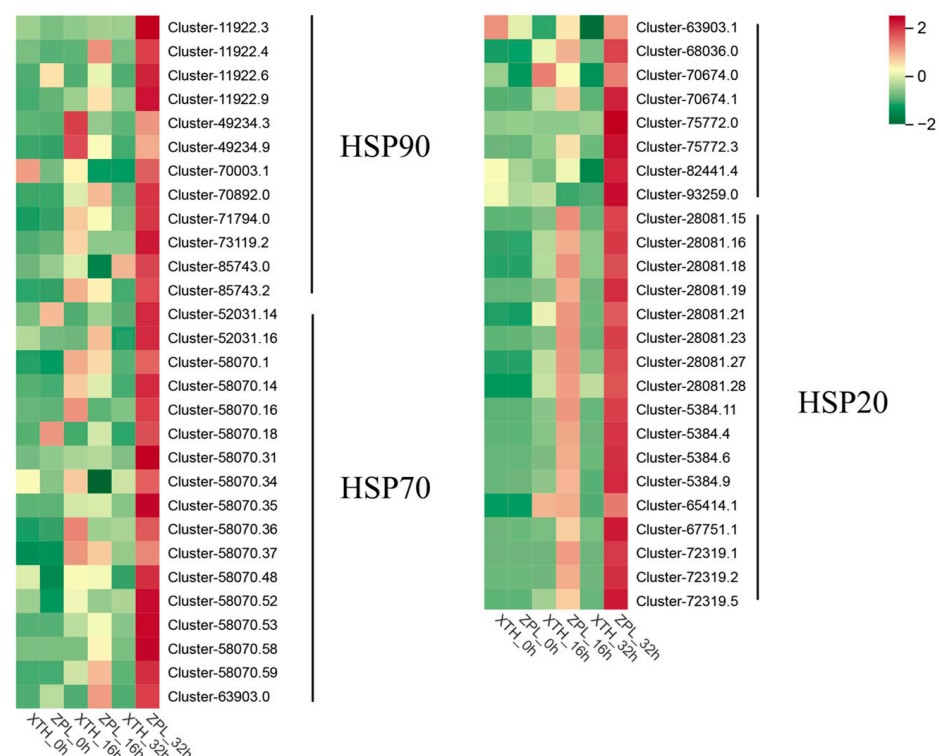 Cluster-11922.3
Cluster-11922.4
Cluster-11922.6
Cluster-11922.9
Cluster-49234.3
Cluster-49234.9
Cluster-70003.1
Cluster-70892.0
Cluster-71794.0
Cluster-73119.2
Cluster-85743.0
Cluster-85743.2
HSP90
Cluster-52031.14
Cluster-52031.16
Cluster-58070.1
Cluster-58070.14
Cluster-58070.16
Cluster-58070.18
Cluster-58070.31
Cluster-58070.34
Cluster-58070.35
Cluster-58070.36
Cluster-58070.37
Cluster-58070.48
Cluster-58070.52
Cluster-58070.53
Cluster-58070.58
Cluster-58070.59
Cluster-63903.0
HSP70
XTH_0h
ZPL_0h
XTH_16h
ZPL_16h
XTH_32h
ZPL_32h
Cluster-63903.1
Cluster-68036.0
Cluster-70674.0
Cluster-70674.1
Cluster-75772.0
Cluster-75772.3
Cluster-82441.4
Cluster-93259.0
Cluster-28081.15
Cluster-28081.16
Cluster-28081.18
Cluster-28081.19
Cluster-28081.21
Cluster-28081.23
Cluster-28081.27
Cluster-28081.28
Cluster-5384.11
Cluster-5384.4
Cluster-5384.6
Cluster-5384.9
Cluster-65414.1
Cluster-67751.1
Cluster-72319.1
Cluster-72319.2
Cluster-72319.5
HSP20
XTH_0h
ZPL_0h
XTH_16h
ZPL_16h
XTH_32h
ZPL_32h
2
0
−2